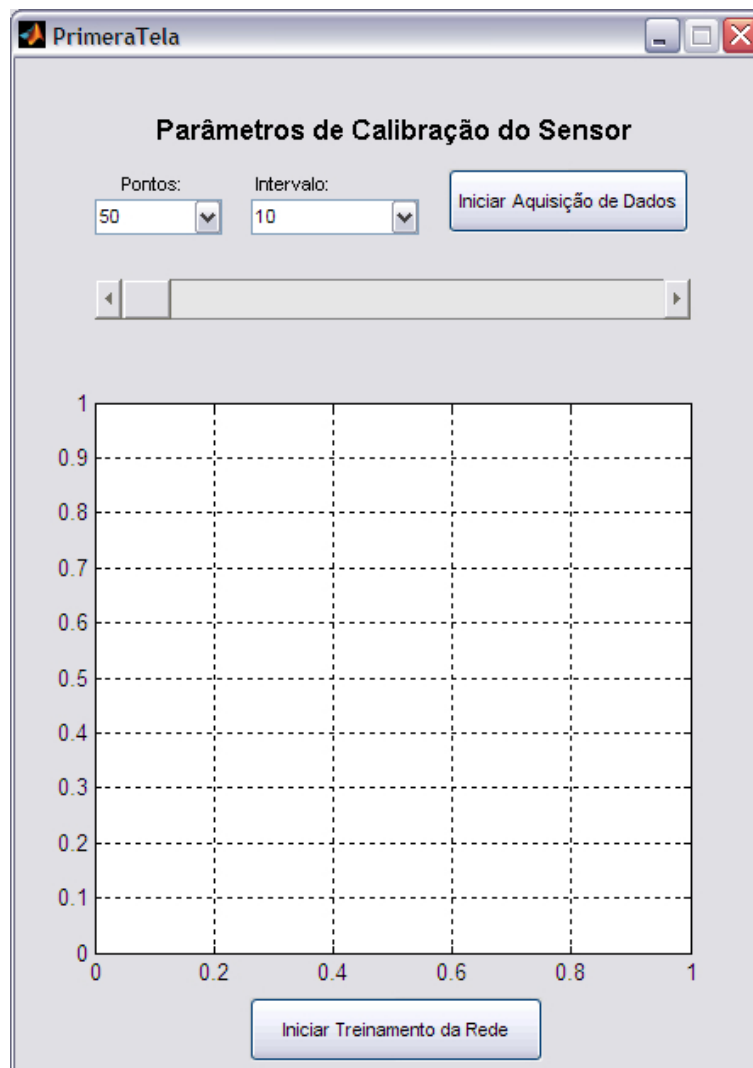 PrimeraTela
Parâmetros de Calibração do Sensor
Pontos:
Intervalo:
50
10
Iniciar Aquisição de Dados
1
0.9
0.8
0.7
0.6
0.5
0.4
0.3
0.2
0.1
0
0 0.2 0.4 0.6 0.8 1
Iniciar Treinamento da Rede